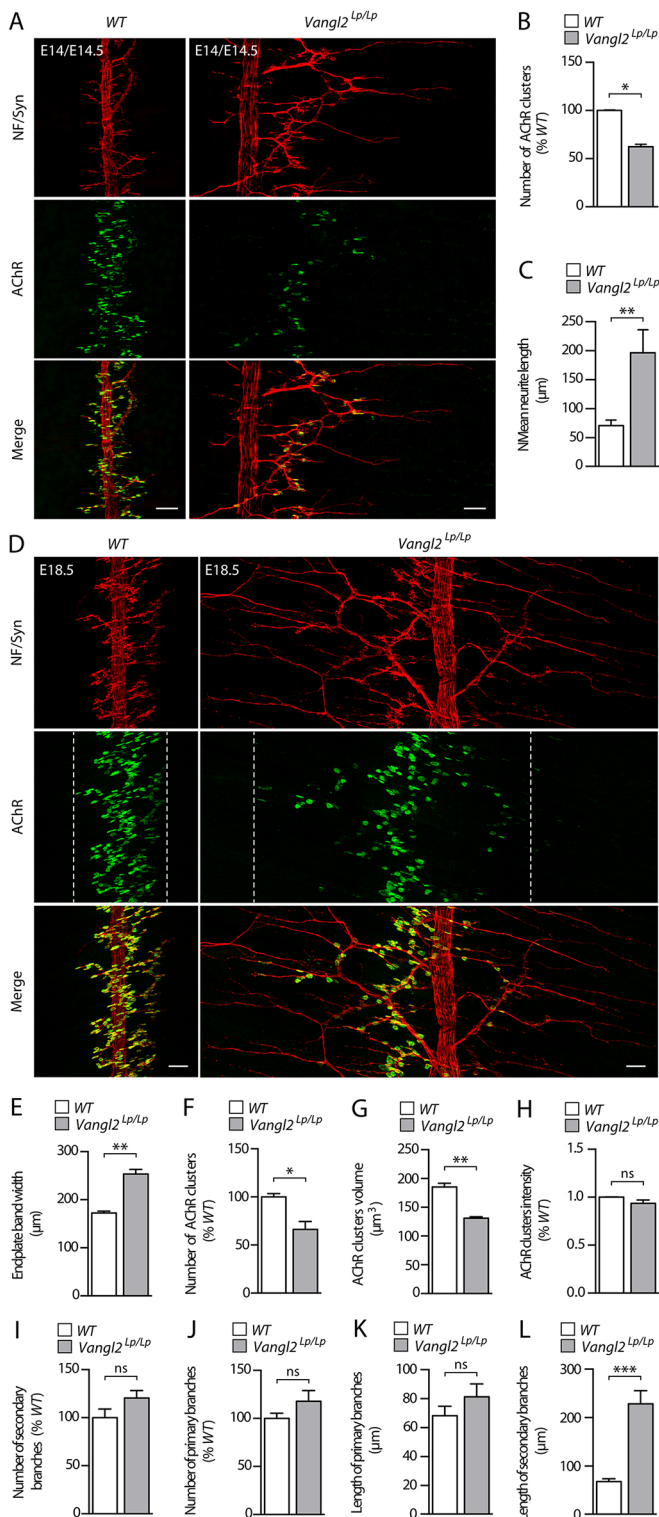 A
WT
Vangl2 Lp/Lp
E14/E14.5
NF/Syn
AChR
Merge
B
WT
Vangl2 Lp/Lp
Number of AChR clusters
(% WT)
150
100
50
0
*
C
WT
Vangl2 Lp/Lp
NMean neurite length
(µm)
250
200
150
100
50
0
**
D
WT
Vangl2 Lp/Lp
E18.5
NF/Syn
AChR
Merge
E
WT
Vangl2 Lp/Lp
Endplate band width
(µm)
300
200
100
0
**
F
WT
Vangl2 Lp/Lp
Number of AChR clusters
(% WT)
150
100
50
0
*
G
WT
Vangl2 Lp/Lp
AChR clusters volume
(µm3)
250
200
150
100
50
0
**
H
WT
Vangl2 Lp/Lp
AChR clusters intensity
(% WT)
1.5
1.0
0.5
0
ns
I
WT
Vangl2 Lp/Lp
Number of secondary
branches (% WT)
150
100
50
0
ns
J
WT
Vangl2 Lp/Lp
Number of primary branches
(% WT)
150
100
50
0
ns
K
WT
Vangl2 Lp/Lp
Length of primary branches
(µm)
100
80
60
40
20
0
ns
L
WT
Vangl2 Lp/Lp
Length of secondary branches
(µm)
300
200
100
0
***